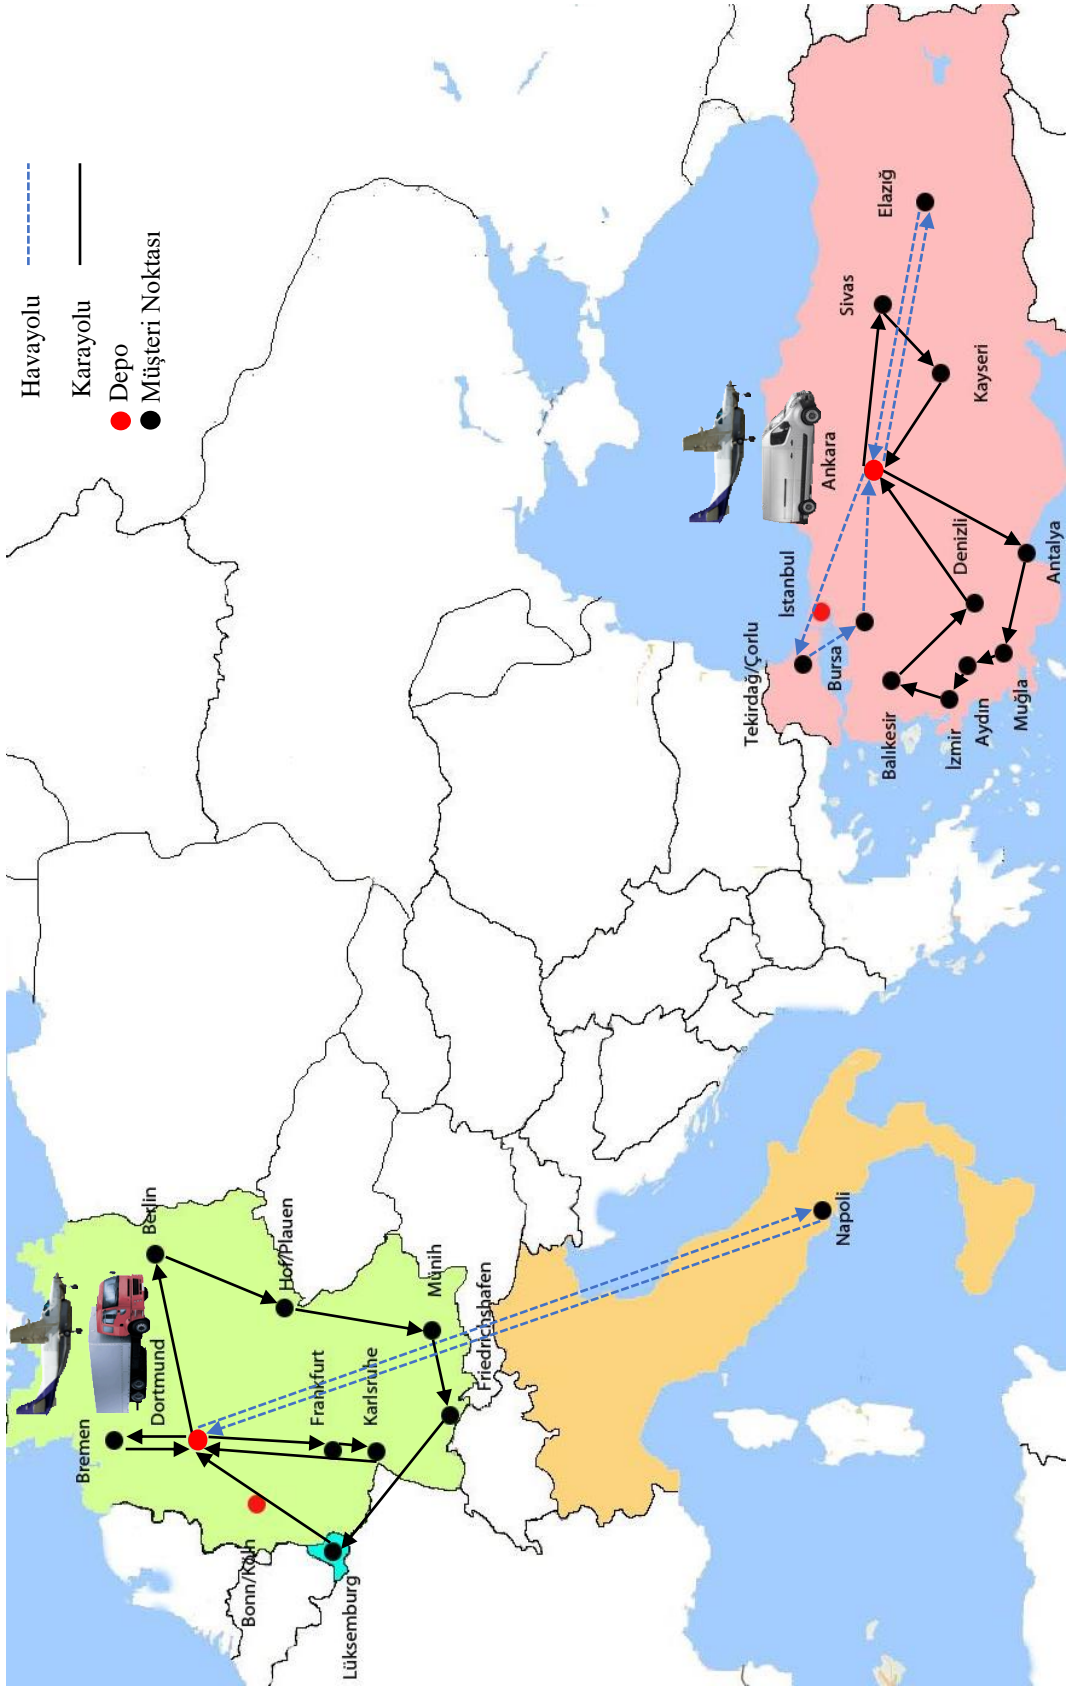 Havayolu
Karayolu
Depo
Müşteri Noktası
Bremen
Dortmund
Berlin
Bonn/Köln
Hof/Plauen
Frankfurt
Karlsruhe
Lüksemburg
Münih
Friedrichshafen
Napoli
Tekirdağ/Çorlu
İstanbul
Bursa
Ankara
Sivas
Elazığ
Balıkesir
İzmir
Aydın
Muğla
Denizli
Antalya
Kayseri